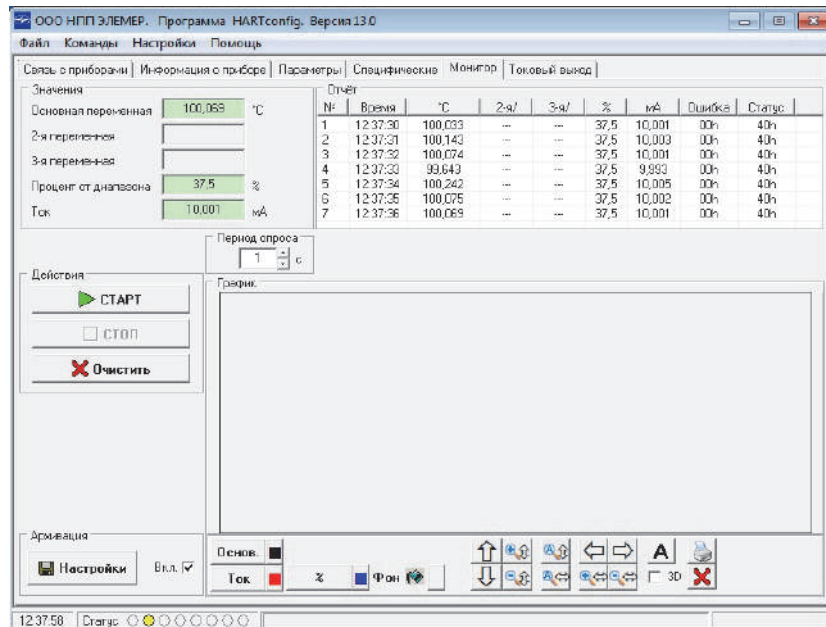 ООО НПП ЭЛЕМЕР. Программа HARTconfig. Версия 13.0
Файл Команды Настройки Помощь
Связь с приборами Информация о приборе Параметры Специфические Монитор Токовый выход
Значения
Основная переменная 100,069 °C
2-я переменная
3-я переменная
Процент от диапазона 37,5 %
Ток 10,001 мА
Отчёт
№ Время °C 2-я/ 3-я/ % мА Ошибка Статус
1 12:37:30 100,033 --- --- 37,5 10,001 00h 40h
2 12:37:31 100,143 --- --- 37,5 10,003 00h 40h
3 12:37:32 100,074 --- --- 37,5 10,001 00h 40h
4 12:37:33 99,643 --- --- 37,5 9,993 00h 40h
5 12:37:34 100,242 --- --- 37,5 10,005 00h 40h
6 12:37:35 100,075 --- --- 37,5 10,002 00h 40h
7 12:37:36 100,069 --- --- 37,5 10,001 00h 40h
Период опроса
1 с
Действия
СТАРТ
СТОП
Очистить
График
Архивация
Настройки Вкл.
Основ.
Ток % Фон
A
3D
12:37:58 Статус